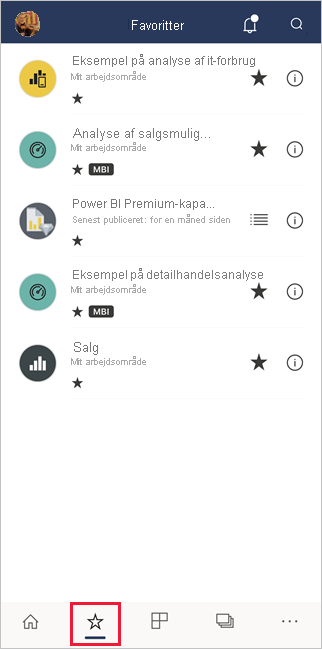 Favoritter
Eksempel på analyse af it-forbrug
Mit arbejdsområde
Analyse af salgsmulig...
Mit arbejdsområde
MBI
Power BI Premium-kapa...
Senest publiceret: for en måned siden
Eksempel på detailhandelsanalyse
Mit arbejdsområde
MBI
Salg
Mit arbejdsområde